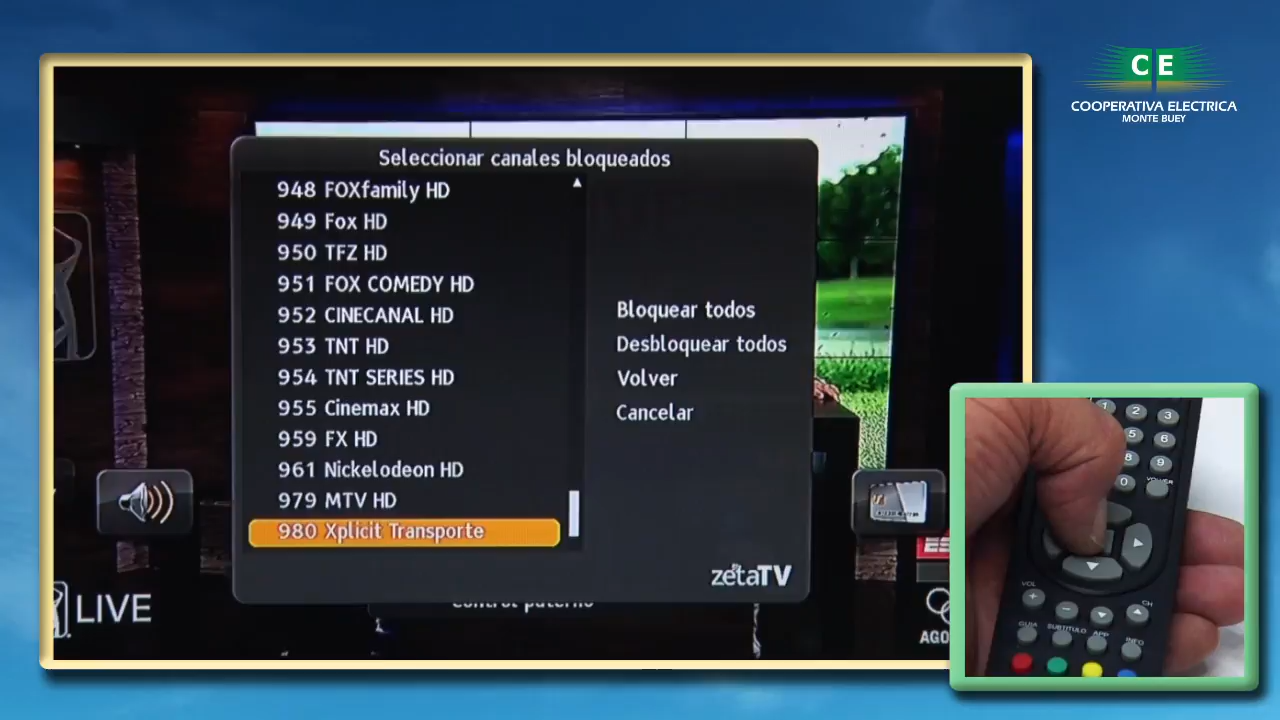 C E
COOPERATIVA ELECTRICA
MONTE BUEY
Seleccionar canales bloqueados
948 FOXfamily HD
949 Fox HD
950 TFZ HD
951 FOX COMEDY HD
952 CINECANAL HD
953 TNT HD
954 TNT SERIES HD
955 Cinemax HD
959 FX HD
961 Nickelodeon HD
979 MTV HD
980 Xplicit Transporte
Bloquear todos
Desbloquear todos
Volver
Cancelar
zetaTV
Control paterno
LIVE
AGO
1 2 3
5 6
8 9
0 VOLVER
VOL
+ −
CH
GUIA SUBTITULO APP INFO